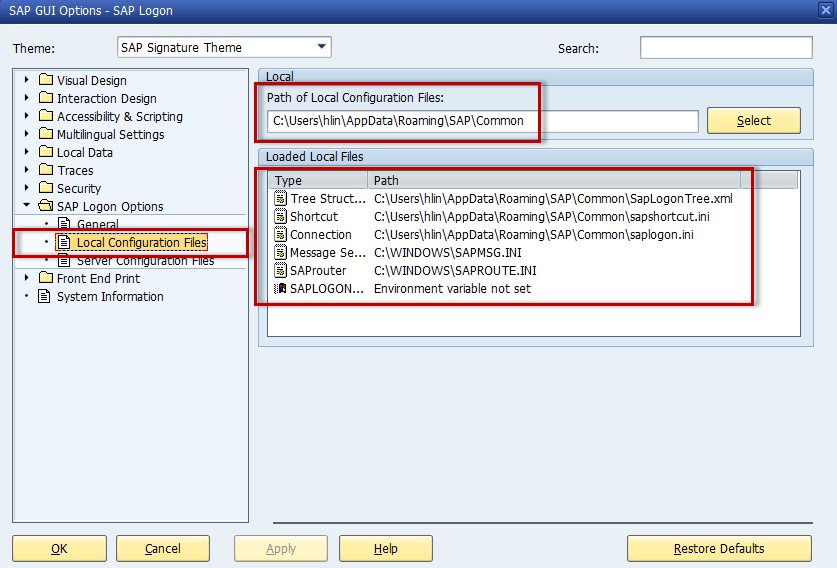 SAP GUI Options - SAP Logon
Theme: SAP Signature Theme Search:
Visual Design
Interaction Design
Accessibility & Scripting
Multilingual Settings
Local Data
Traces
Security
SAP Logon Options
General
Local Configuration Files
Server Configuration Files
Front End Print
System Information
Local
Path of Local Configuration Files:
C:\Users\hlin\AppData\Roaming\SAP\Common Select
Loaded Local Files
Type Path
Tree Struct... C:\Users\hlin\AppData\Roaming\SAP\Common\SapLogonTree.xml
Shortcut C:\Users\hlin\AppData\Roaming\SAP\Common\sapshortcut.ini
Connection C:\Users\hlin\AppData\Roaming\SAP\Common\saplogon.ini
Message Se... C:\WINDOWS\SAPMSG.INI
SAProuter C:\WINDOWS\SAPROUTE.INI
SAPLOGON... Environment variable not set
OK Cancel Apply Help Restore Defaults